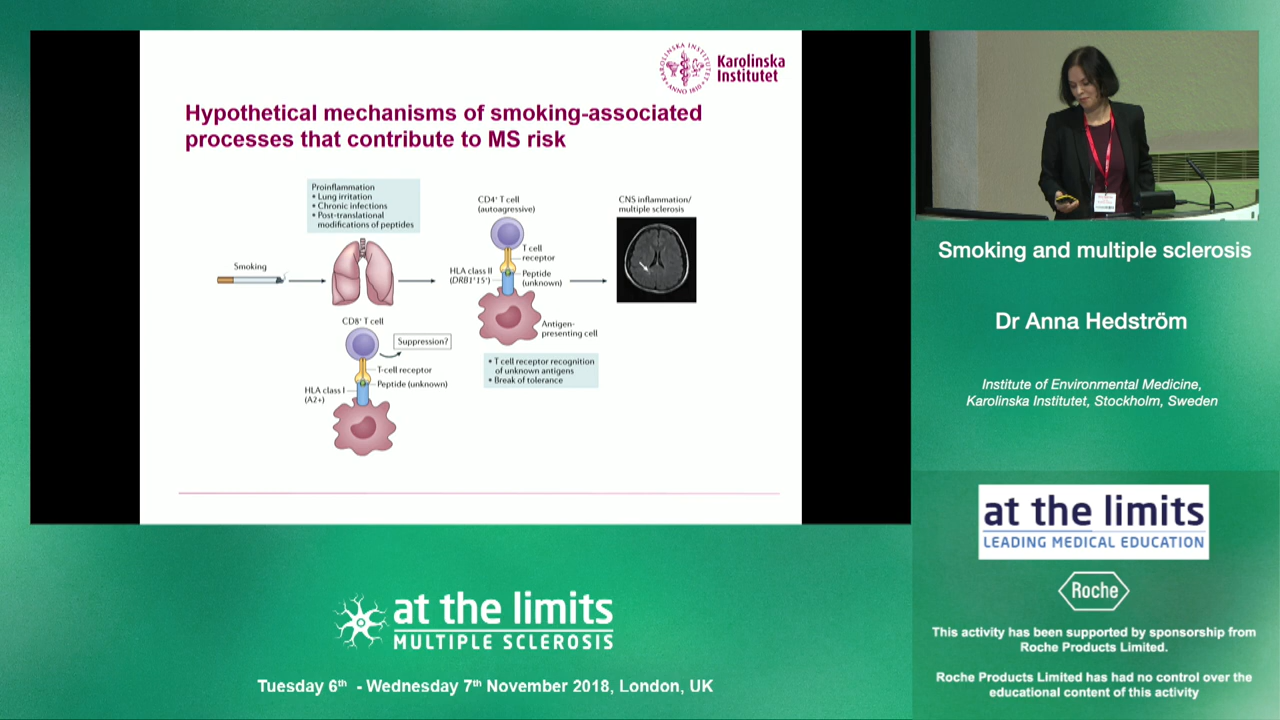 KAROLINSKA INSTITUTET
ANNO 1810
Karolinska
Institutet
Hypothetical mechanisms of smoking-associated
processes that contribute to MS risk
Proinflammation
• Lung irritation
• Chronic infections
• Post-translational
modifications of peptides
Smoking
CD4⁺ T cell
(autoagressive)
T cell
receptor
HLA class II
(DRB1*15⁺)
Peptide
(unknown)
Antigen-
presenting cell
CNS inflammation/
multiple sclerosis
CD8⁺ T cell
Suppression?
T-cell receptor
Peptide (unknown)
HLA class I
(A2+)
• T cell receptor recognition
of unknown antigens
• Break of tolerance
Smoking and multiple sclerosis
Dr Anna Hedström
Institute of Environmental Medicine,
Karolinska Institutet, Stockholm, Sweden
at the limits
LEADING MEDICAL EDUCATION
Roche
This activity has been supported by sponsorship from
Roche Products Limited.
Roche Products Limited has had no control over the
educational content of this activity
at the limits
MULTIPLE SCLEROSIS
Tuesday 6th - Wednesday 7th November 2018, London, UK